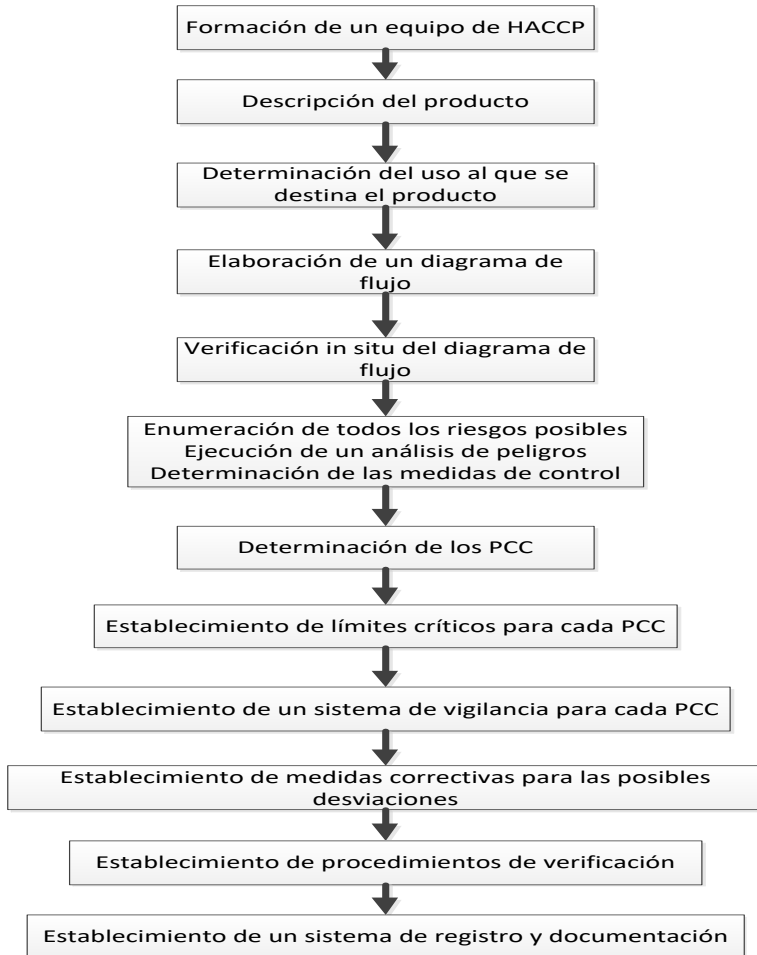 Formación de un equipo de HACCP
Descripción del producto
Determinación del uso al que se
destina el producto
Elaboración de un diagrama de
flujo
Verificación in situ del diagrama de
flujo
Enumeración de todos los riesgos posibles
Ejecución de un análisis de peligros
Determinación de las medidas de control
Determinación de los PCC
Establecimiento de límites críticos para cada PCC
Establecimiento de un sistema de vigilancia para cada PCC
Establecimiento de medidas correctivas para las posibles
desviaciones
Establecimiento de procedimientos de verificación
Establecimiento de un sistema de registro y documentación